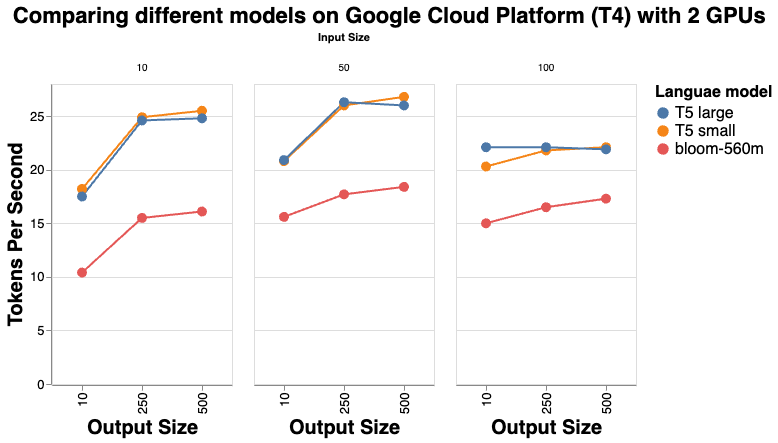 Comparing different models on Google Cloud Platform (T4) with 2 GPUs
Input Size
10
50
100
Tokens Per Second
25
20
15
10
5
0
10
250
500
10
250
500
10
250
500
Output Size
Output Size
Output Size
Languae model
T5 large
T5 small
bloom-560m